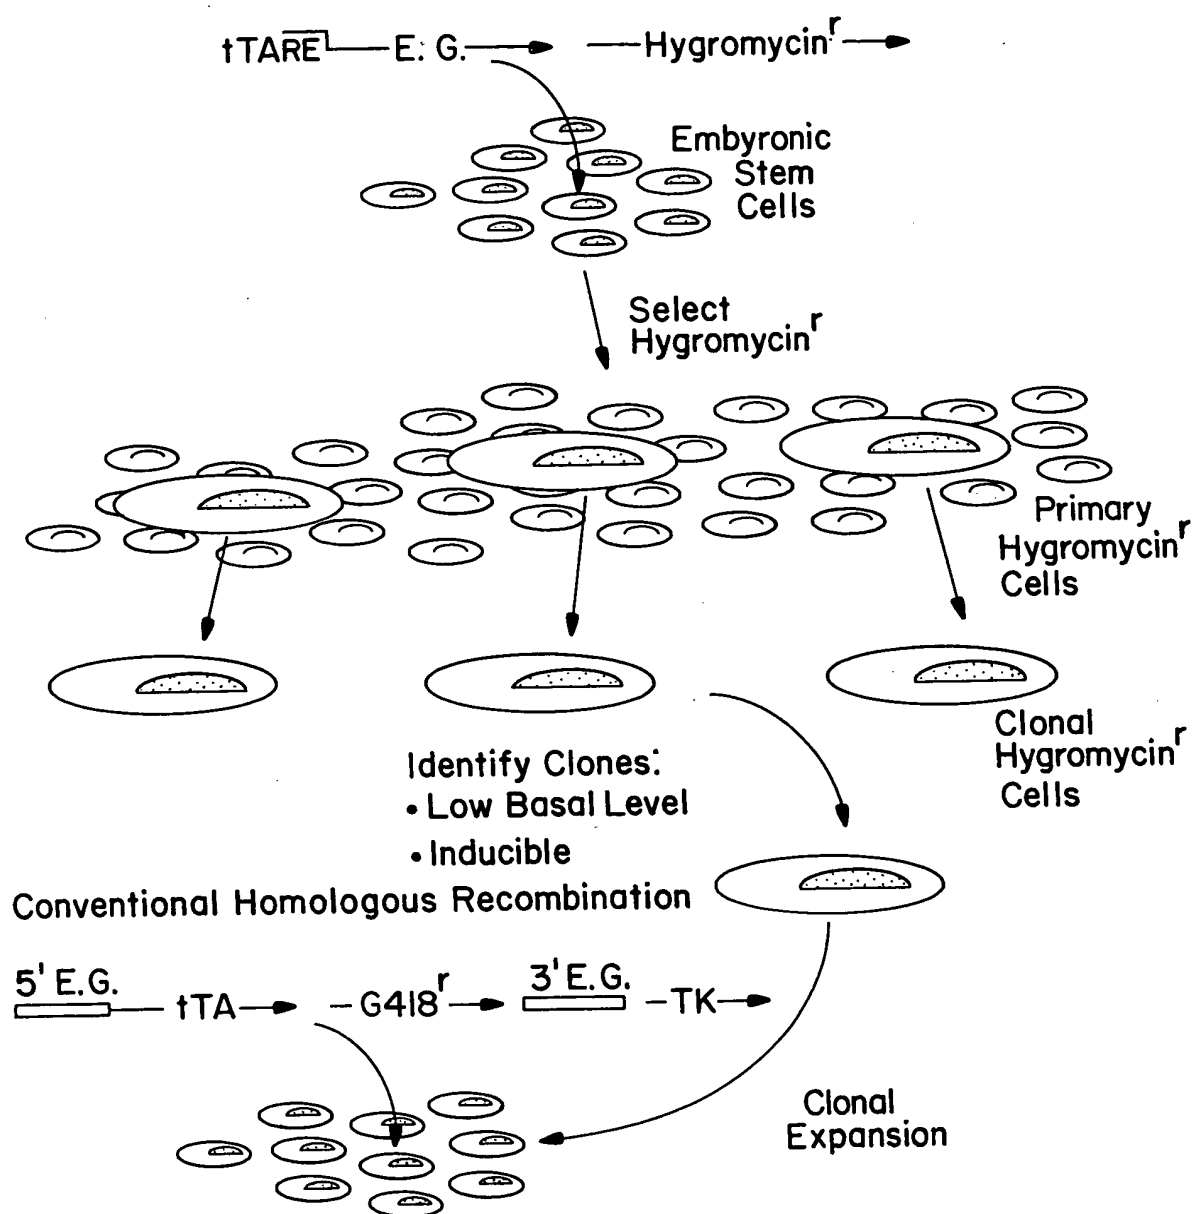 tTARE E.G. Hygromycin^r
Embyronic
Stem
Cells
Select
Hygromycin^r
Primary
Hygromycin^r
Cells
Clonal
Hygromycin^r
Cells
Identify Clones:
• Low Basal Level
• Inducible
Conventional Homologous Recombination
5' E.G. tTA G418^r 3' E.G. TK
Clonal
Expansion